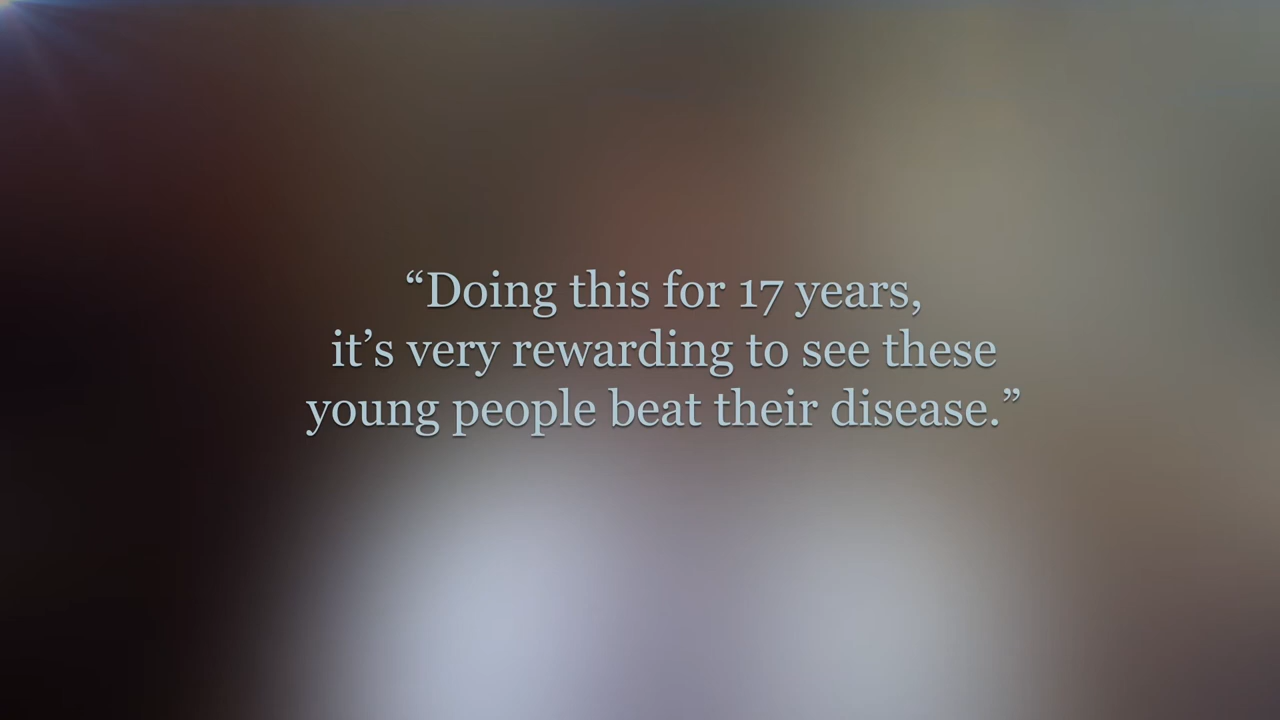 “Doing this for 17 years,
it’s very rewarding to see these
young people beat their disease.”